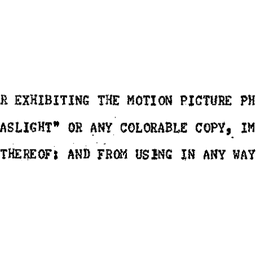 R EXHIBITING THE MOTION PICTURE PH
ASLIGHT" OR ANY COLORABLE COPY, IM
THEREOF: AND FROM USING IN ANY WAY